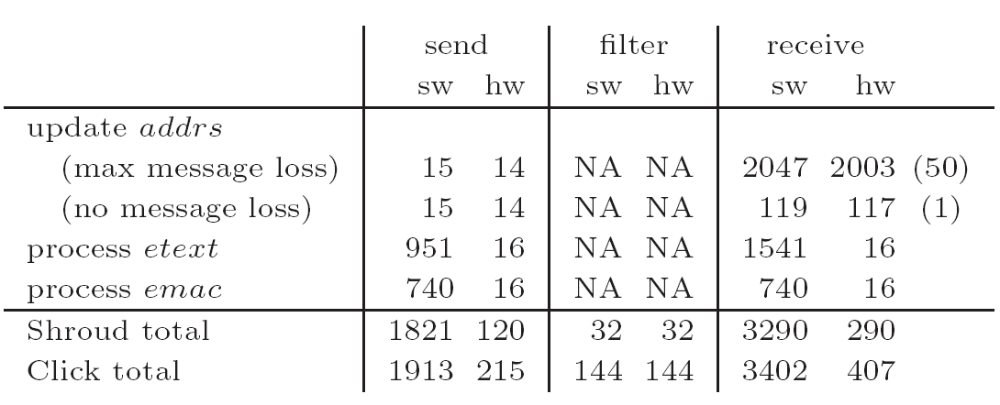 send filter receive
sw hw sw hw sw hw
update addrs
(max message loss) 15 14 NA NA 2047 2003 (50)
(no message loss) 15 14 NA NA 119 117 (1)
process etext 951 16 NA NA 1541 16
process emac 740 16 NA NA 740 16
Shroud total 1821 120 32 32 3290 290
Click total 1913 215 144 144 3402 407